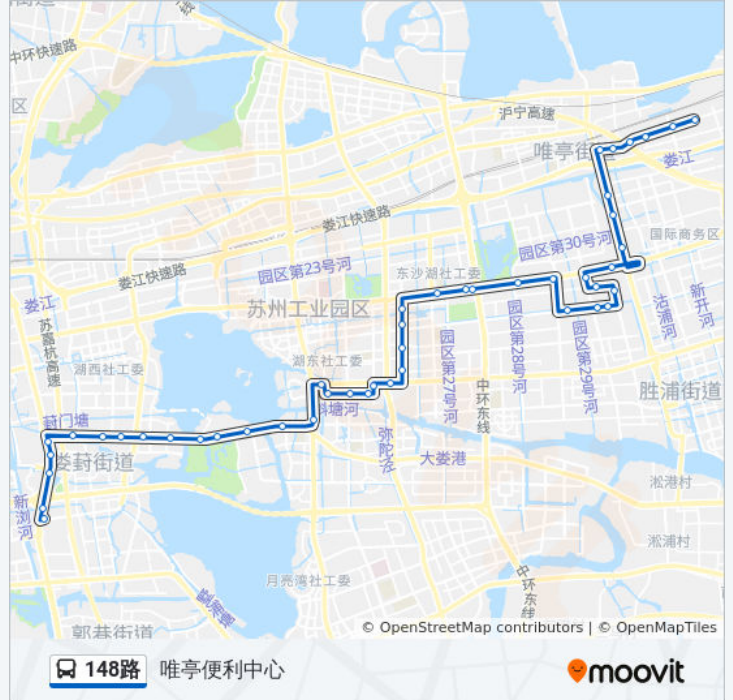 街道
线
中环快速路
区
沪宁高速
唯亭街
娄江
娄江快速路
国际商务区
园区第30号河
园区第23号河
东沙湖社工委
娄江快速路
娄江
苏州工业园区
苏嘉杭高速
沽浦河
新开河
园区第27号河
园区第28号河
园区第29号河
湖东社工委
湖西社工委
中环东线
胜浦街道
斜塘河
封门塘
弥陀泾
娄葑街道
大娄港
新浏河
淞港村
淞浦村
月亮湾社工委
中环东线
郭巷街道
© OpenStreetMap contributors | © OpenMapTiles
148路 唯亭便利中心
moovit